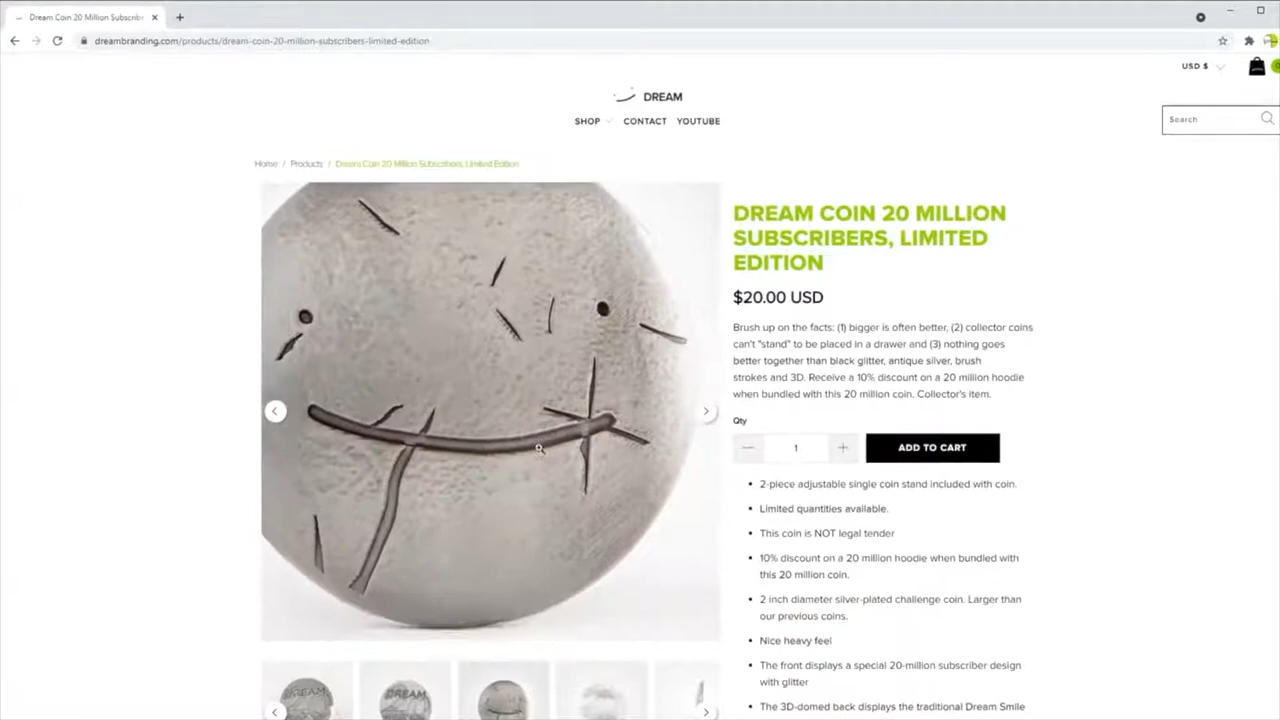 Dream Coin 20 Million Subscribe
dreambranding.com/products/dream-coin-20-million-subscribers-limited-edition
USD $
DREAM
SHOP CONTACT YOUTUBE
Search
Home / Products / Dream Coin 20 Million Subscribers, Limited Edition
DREAM COIN 20 MILLION
SUBSCRIBERS, LIMITED
EDITION
$20.00 USD
Brush up on the facts: (1) bigger is often better, (2) collector coins
can't "stand" to be placed in a drawer and (3) nothing goes
better together than black glitter, antique silver, brush
strokes and 3D. Receive a 10% discount on a 20 million hoodie
when bundled with this 20 million coin. Collector's item.
Qty
1
ADD TO CART
• 2-piece adjustable single coin stand included with coin.
• Limited quantities available.
• This coin is NOT legal tender
• 10% discount on a 20 million hoodie when bundled with
this 20 million coin.
• 2 inch diameter silver-plated challenge coin. Larger than
our previous coins.
• Nice heavy feel
• The front displays a special 20-million subscriber design
with glitter
• The 3D-domed back displays the traditional Dream Smile
DREAM
DREAM